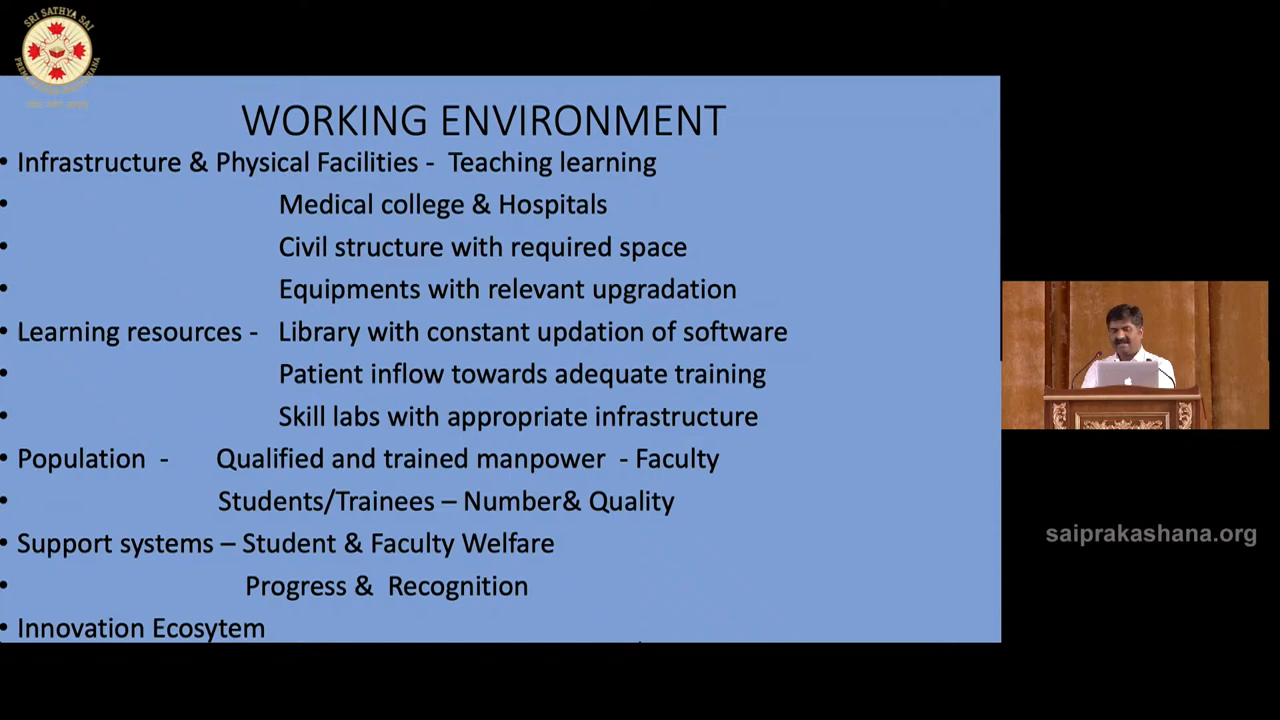 SRI SATHYA SAI
WORKING ENVIRONMENT
• Infrastructure & Physical Facilities - Teaching learning
• Medical college & Hospitals
• Civil structure with required space
• Equipments with relevant upgradation
• Learning resources - Library with constant updation of software
• Patient inflow towards adequate training
• Skill labs with appropriate infrastructure
• Population - Qualified and trained manpower - Faculty
• Students/Trainees – Number& Quality
• Support systems – Student & Faculty Welfare
• Progress & Recognition
• Innovation Ecosytem
saiprakashana.org